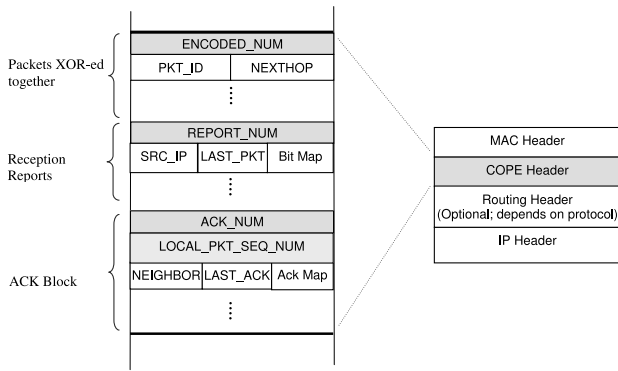 Packets XOR-ed
together
ENCODED_NUM
PKT_ID
NEXTHOP
Reception
Reports
REPORT_NUM
SRC_IP
LAST_PKT
Bit Map
ACK Block
ACK_NUM
LOCAL_PKT_SEQ_NUM
NEIGHBOR
LAST_ACK
Ack Map
MAC Header
COPE Header
Routing Header
(Optional; depends on protocol)
IP Header